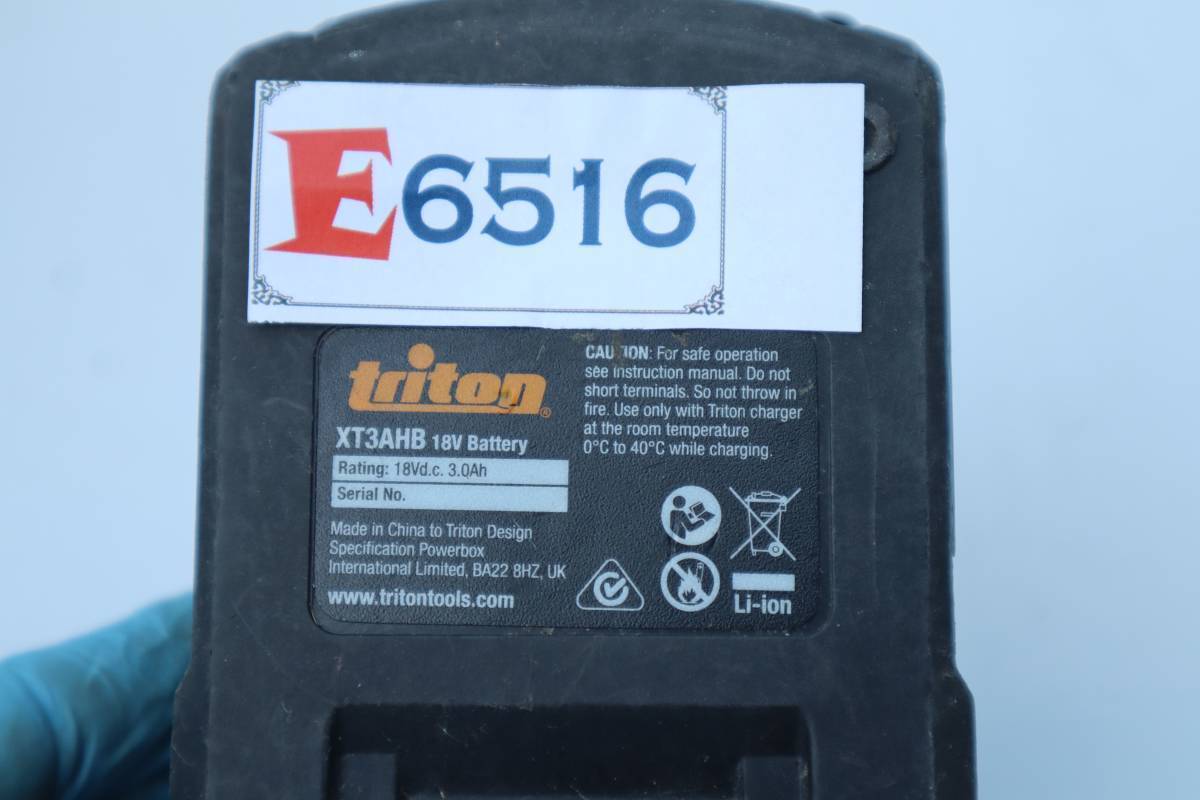 E6516
triton®
XT3AHB 18V Battery
Rating: 18Vd.c. 3.0Ah
Serial No.
Made in China to Triton Design
Specification Powerbox
International Limited, BA22 8HZ, UK
www.tritontools.com
CAUTION: For safe operation
see instruction manual. Do not
short terminals. So not throw in
fire. Use only with Triton charger
at the room temperature
0°C to 40°C while charging.
Li-ion